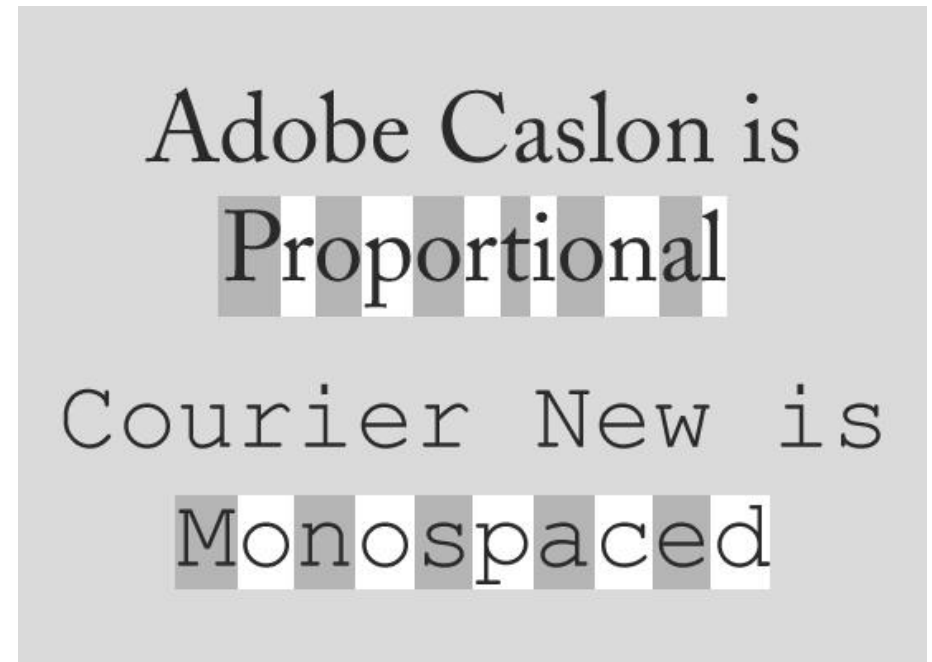 Adobe Caslon is
Proportional
Courier New is
Monospaced